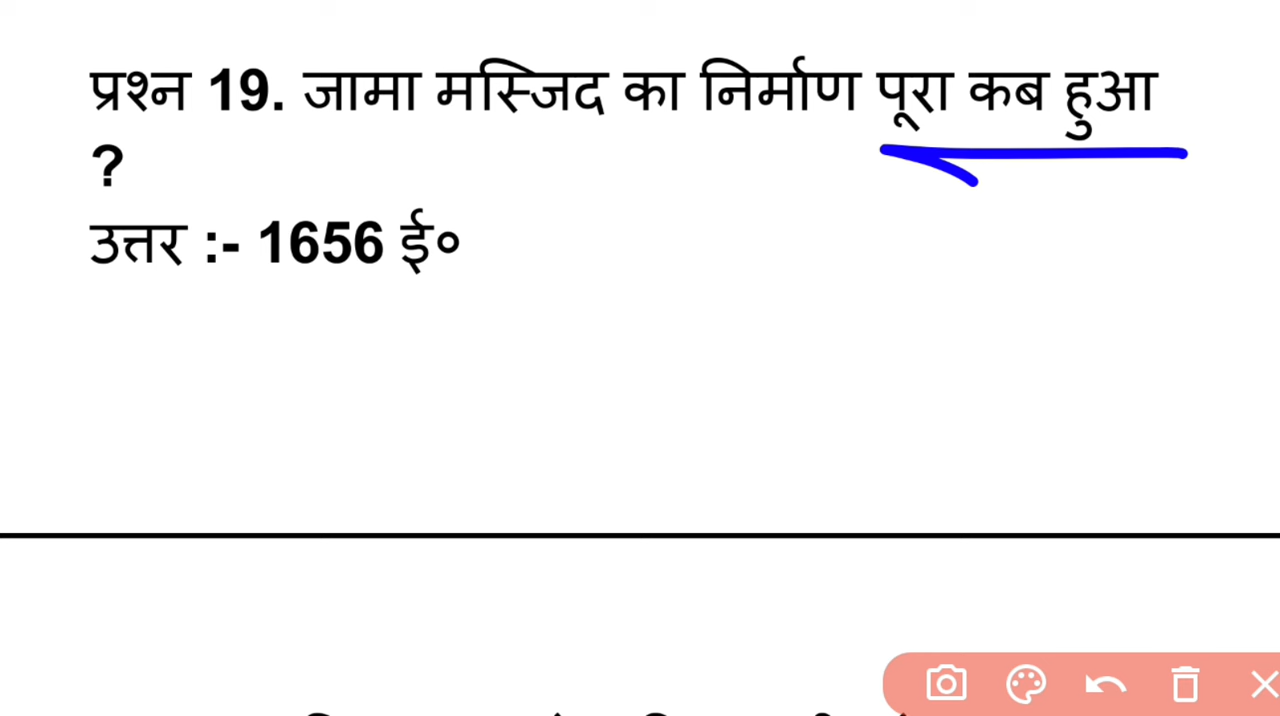 प्रश्न 19. जामा मस्जिद का निर्माण पूरा कब हुआ
?
उत्तर :- 1656 ई०